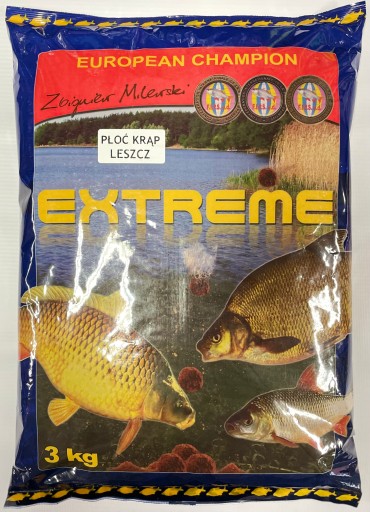 EUROPEAN CHAMPION
Zbigniew Milewski
PŁOĆ KRĄP
LESZCZ
EXTREME
3 kg